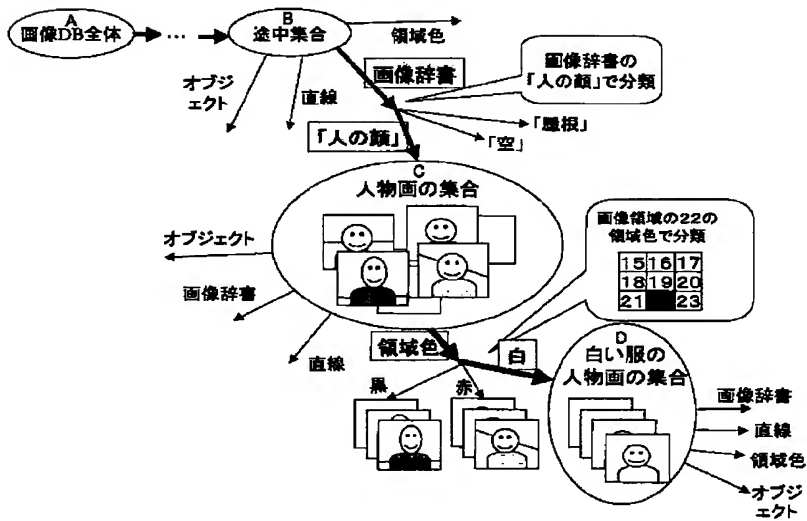 A
画像DB全体
…
B
途中集合
領域色
オブジ
ェクト
直線
画像辞書
画像辞書の
「人の顔」で分類
「屋根」
「空」
「人の顔」
C
人物画の集合
オブジェクト
画像辞書
直線
画像領域の22の
領域色で分類
15 16 17
18 19 20
21 23
領域色
白
黒
赤
D
白い服の
人物画の集合
画像辞書
直線
領域色
オブジ
ェクト